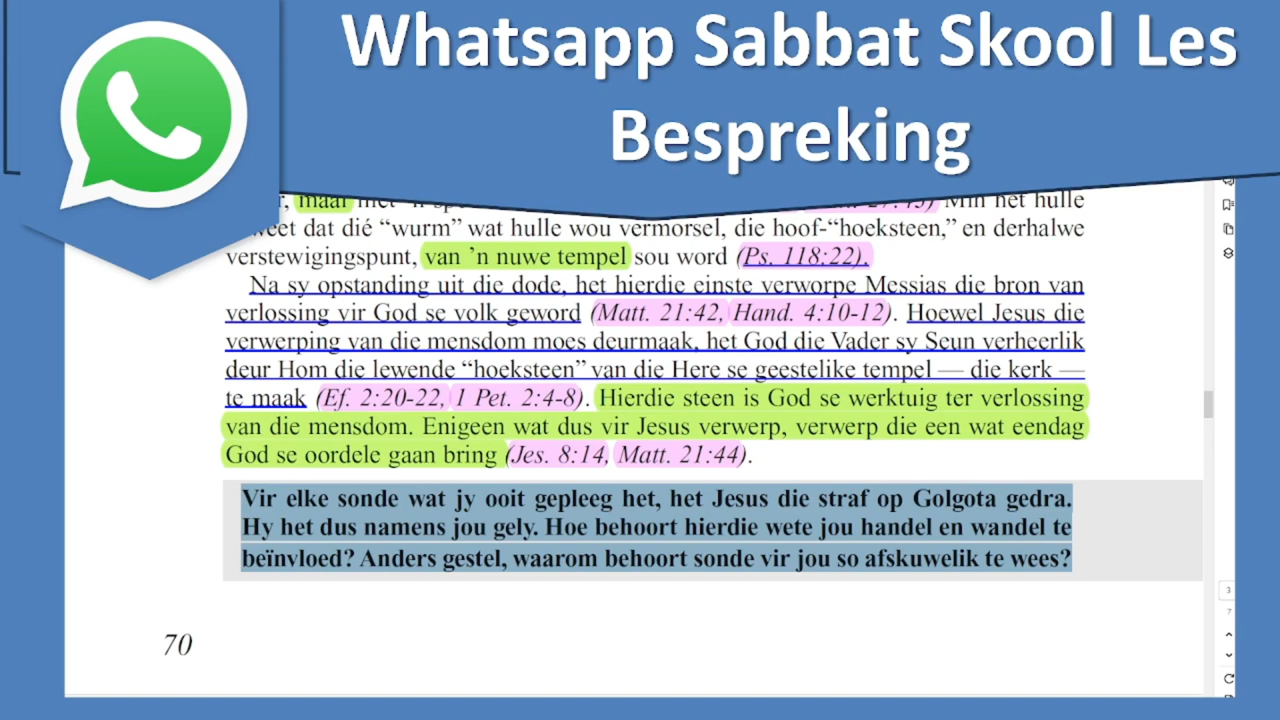 Whatsapp Sabbat Skool Les
Bespreking
weet dat dié “wurm” wat hulle wou vermorsel, die hoof-“hoeksteen,” en derhalwe
verstewigingspunt, van ’n nuwe tempel sou word (Ps. 118:22).
Na sy opstanding uit die dode, het hierdie einste verworpe Messias die bron van
verlossing vir God se volk geword (Matt. 21:42, Hand. 4:10-12). Hoewel Jesus die
verwerping van die mensdom moes deurmaak, het God die Vader sy Seun verheerlik
deur Hom die lewende “hoeksteen” van die Here se geestelike tempel — die kerk —
te maak (Ef. 2:20-22, 1 Pet. 2:4-8). Hierdie steen is God se werktuig ter verlossing
van die mensdom. Enigeen wat dus vir Jesus verwerp, verwerp die een wat eendag
God se oordele gaan bring (Jes. 8:14, Matt. 21:44).
Vir elke sonde wat jy ooit gepleeg het, het Jesus die straf op Golgota gedra.
Hy het dus namens jou gely. Hoe behoort hierdie wete jou handel en wandel te
beïnvloed? Anders gestel, waarom behoort sonde vir jou so afskuwelik te wees?
70
3
7